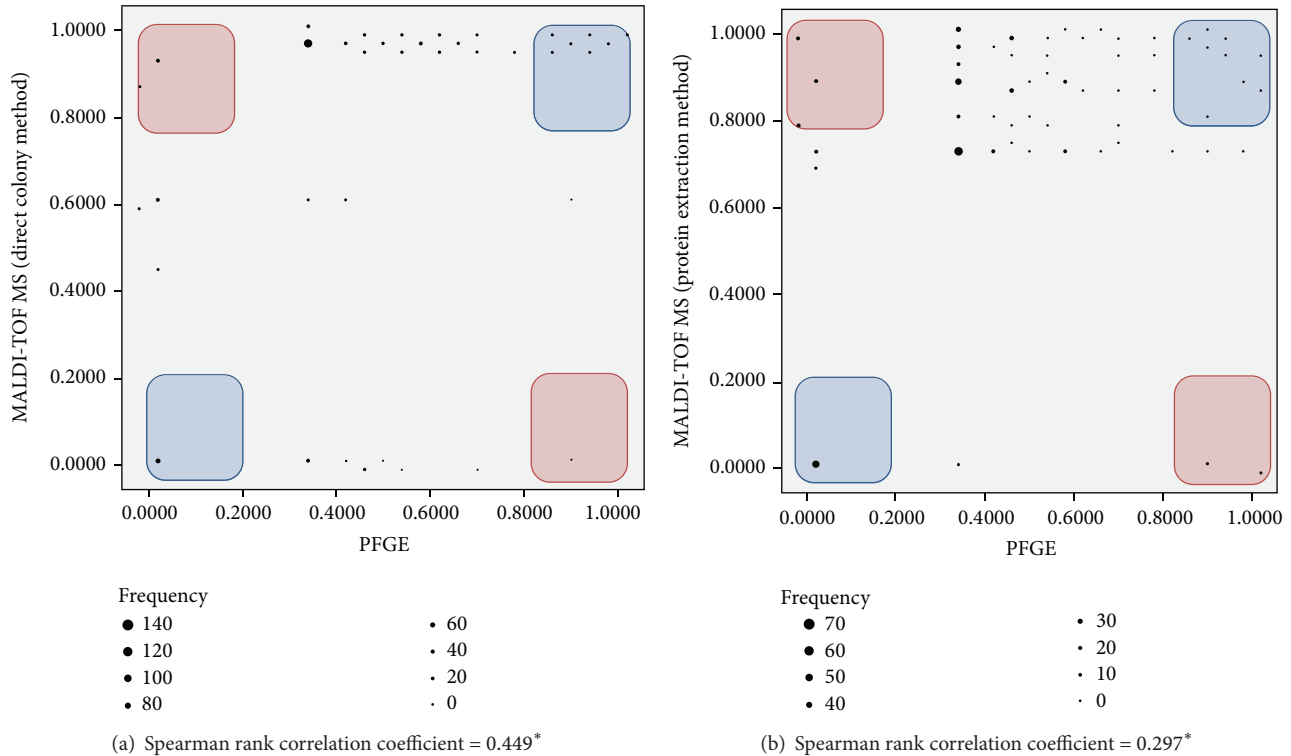 MALDI-TOF MS (direct colony method)
1.0000
0.8000
0.6000
0.4000
0.2000
0.0000
0.0000 0.2000 0.4000 0.6000 0.8000 1.0000
PFGE
Frequency
140
120
100
80
60
40
20
0
(a) Spearman rank correlation coefficient = 0.449*
MALDI-TOF MS (protein extraction method)
1.0000
0.8000
0.6000
0.4000
0.2000
0.0000
0.0000 0.2000 0.4000 0.6000 0.8000 1.0000
PFGE
Frequency
70
60
50
40
30
20
10
0
(b) Spearman rank correlation coefficient = 0.297*